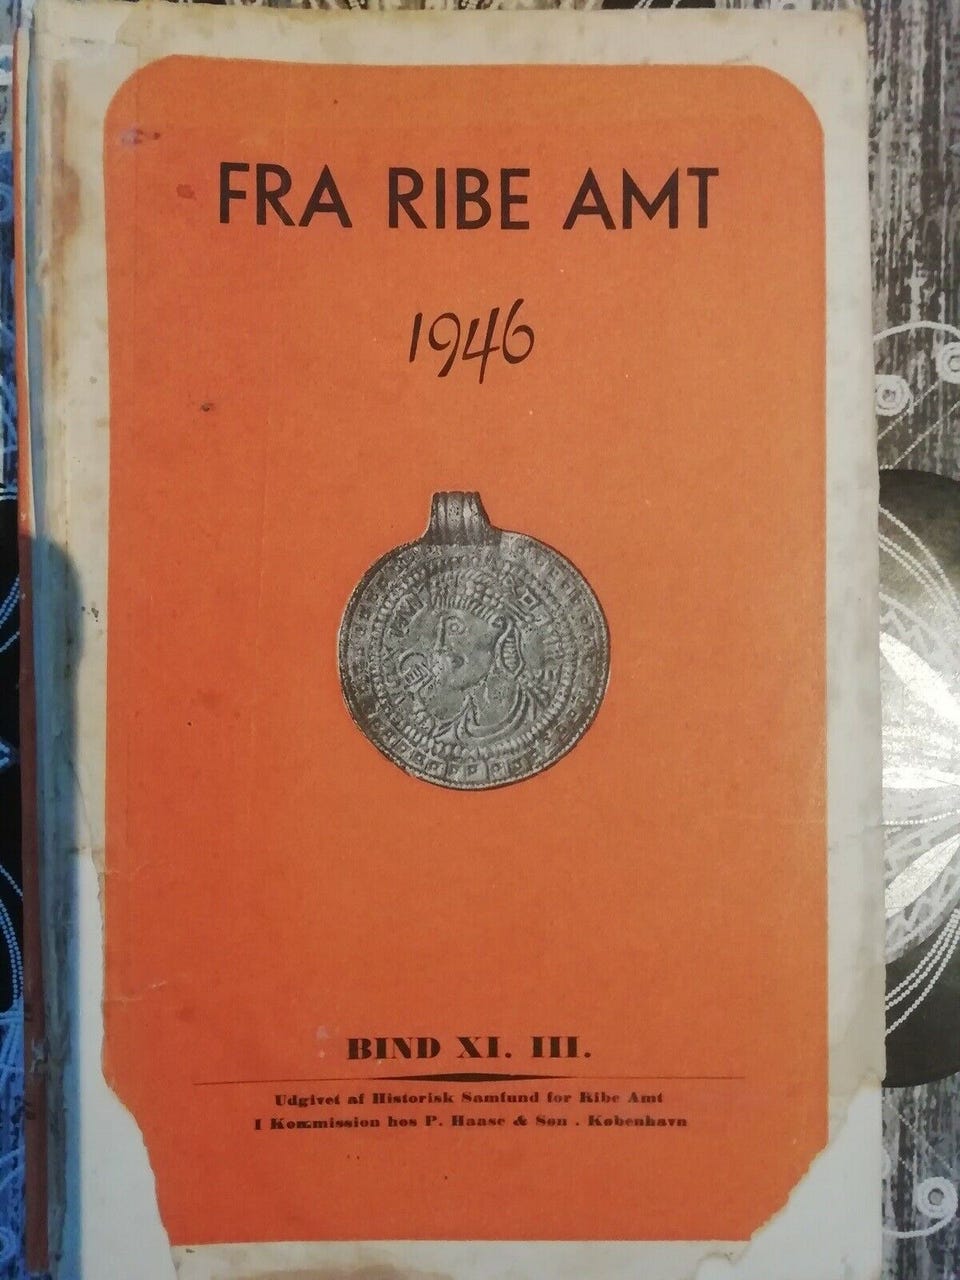 FRA RIBE AMT
1946
BIND XI. III.
Udgivet af Historisk Samfund for Ribe Amt
I Kommission hos P. Haase & Søn . København